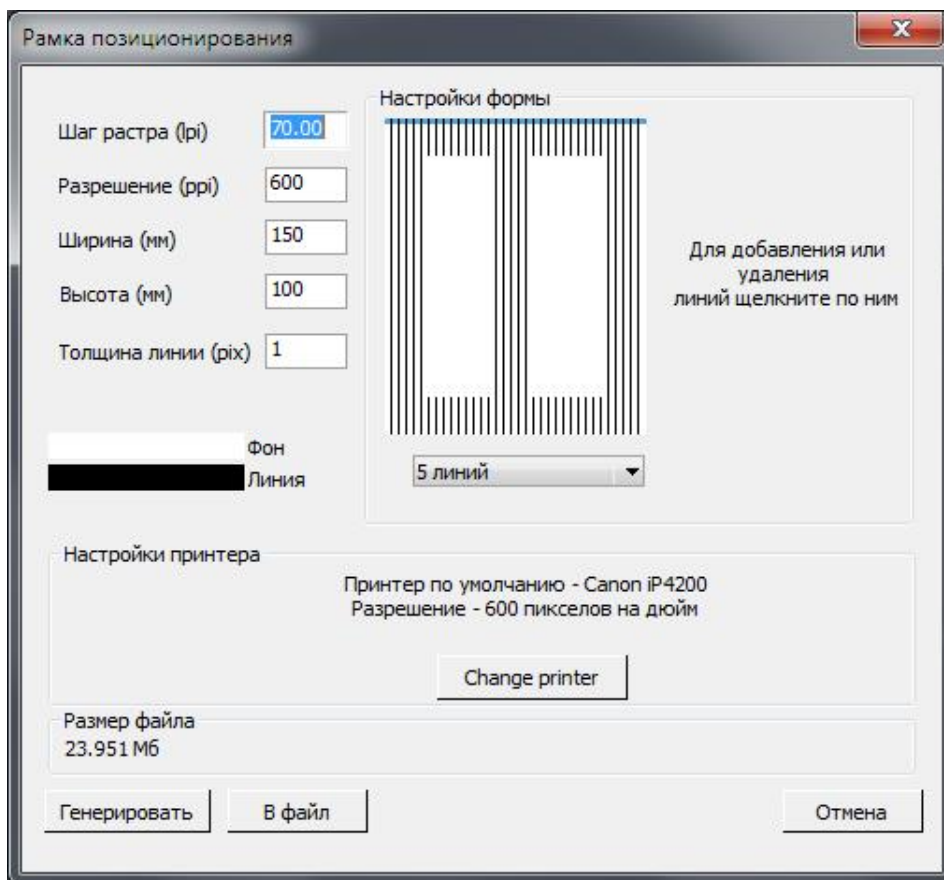 Рамка позиционирования
Шаг растра (lpi)
70.00
Разрешение (ppi)
600
Ширина (мм)
150
Высота (мм)
100
Толщина линии (pix)
1
Фон
Линия
Настройки формы
Для добавления или
удаления
линий щелкните по ним
5 линий
Настройки принтера
Принтер по умолчанию - Canon iP4200
Разрешение - 600 пикселов на дюйм
Change printer
Размер файла
23.951 Мб
Генерировать
В файл
Отмена